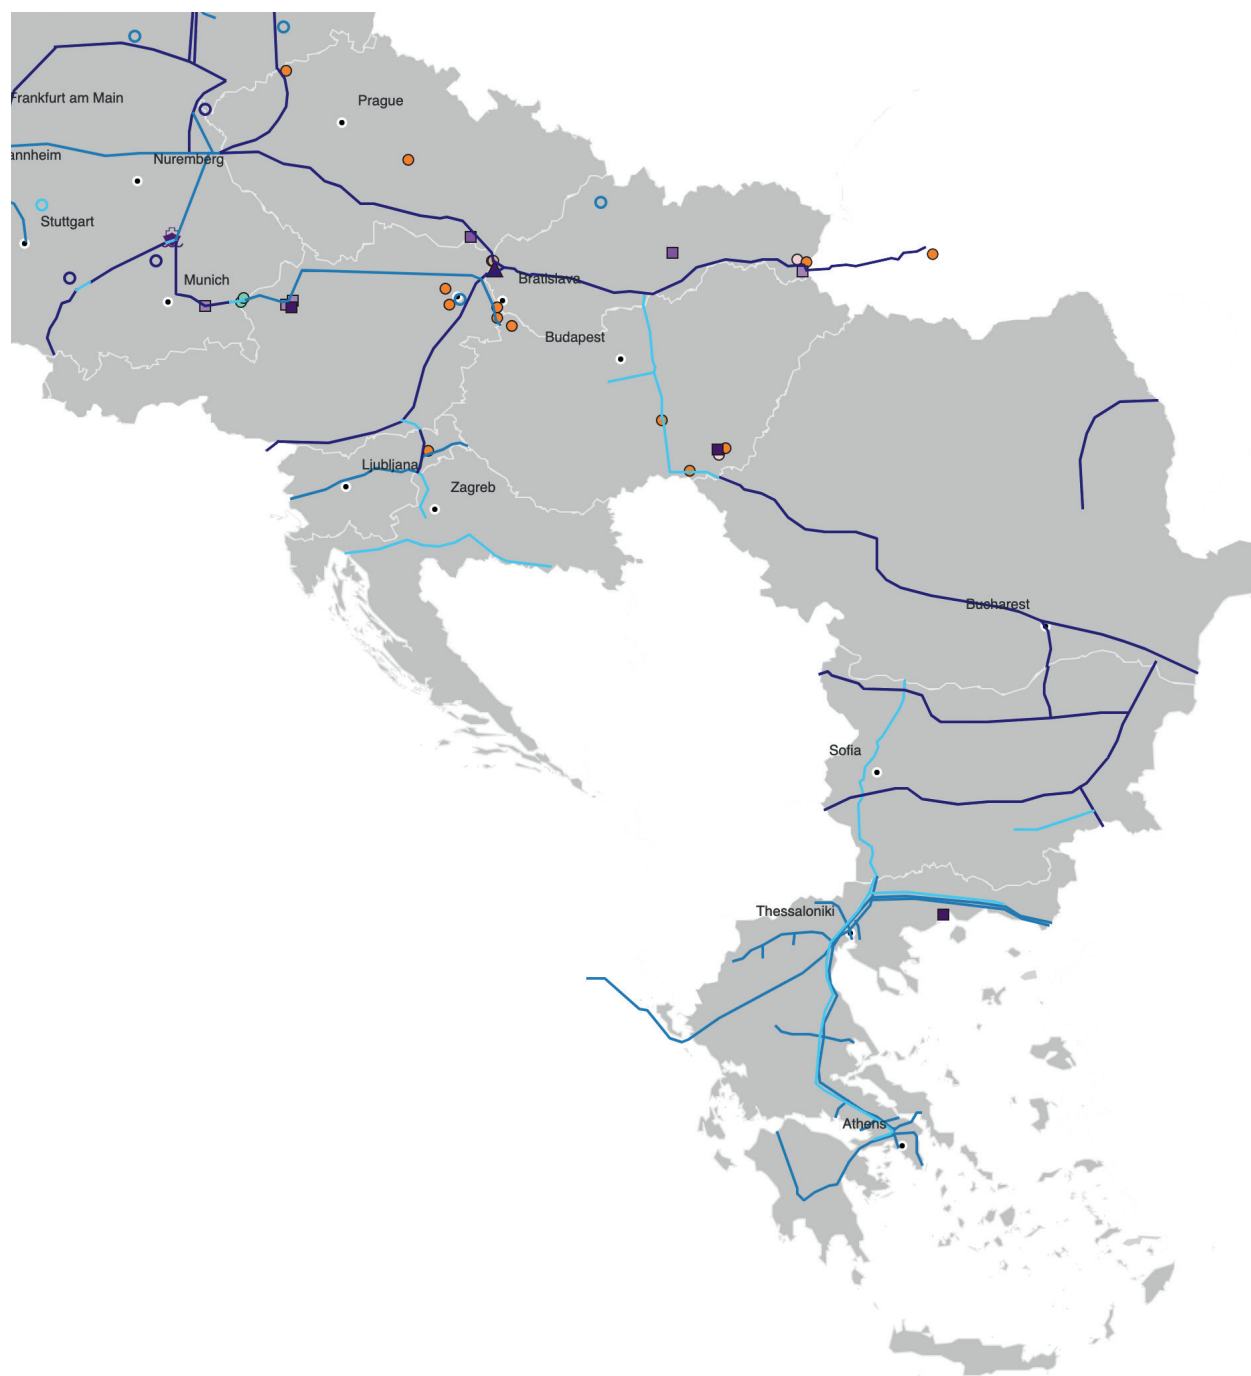 Frankfurt am Main
Prague
annheim
Nuremberg
Stuttgart
Munich
Bratislava
Budapest
Ljubljana
Zagreb
Bucharest
Sofia
Thessaloniki
Athens